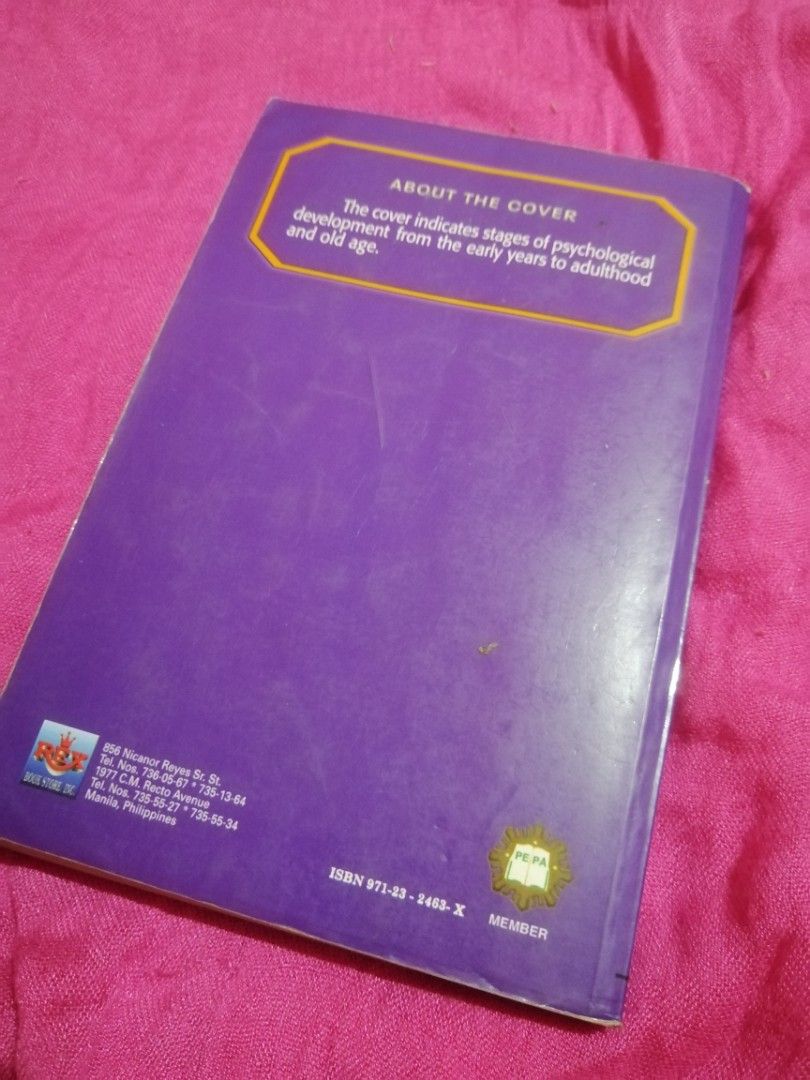 ABOUT THE COVER
The cover indicates stages of psychological
development from the early years to adulthood
and old age.
REX
BOOK STORE, INC.
856 Nicanor Reyes Sr. St.
Tel. Nos. 736-05-67 * 735-13-64
1977 C.M. Recto Avenue
Tel. Nos. 735-55-27 * 735-55-34
Manila, Philippines
ISBN 971-23 - 2463- X
PEPA
MEMBER